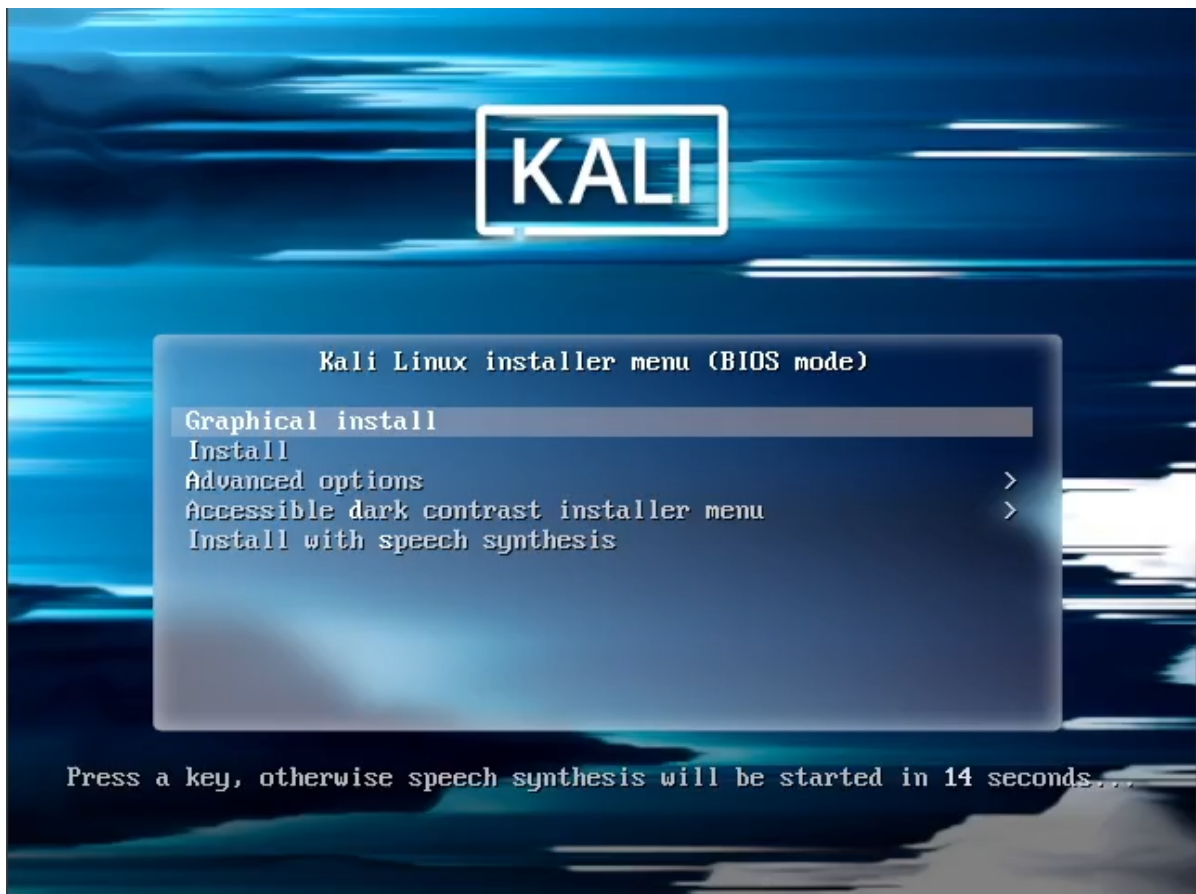 KALI
Kali Linux installer menu (BIOS mode)
Graphical install
Install
Advanced options >
Accessible dark contrast installer menu >
Install with speech synthesis
Press a key, otherwise speech synthesis will be started in 14 seconds...